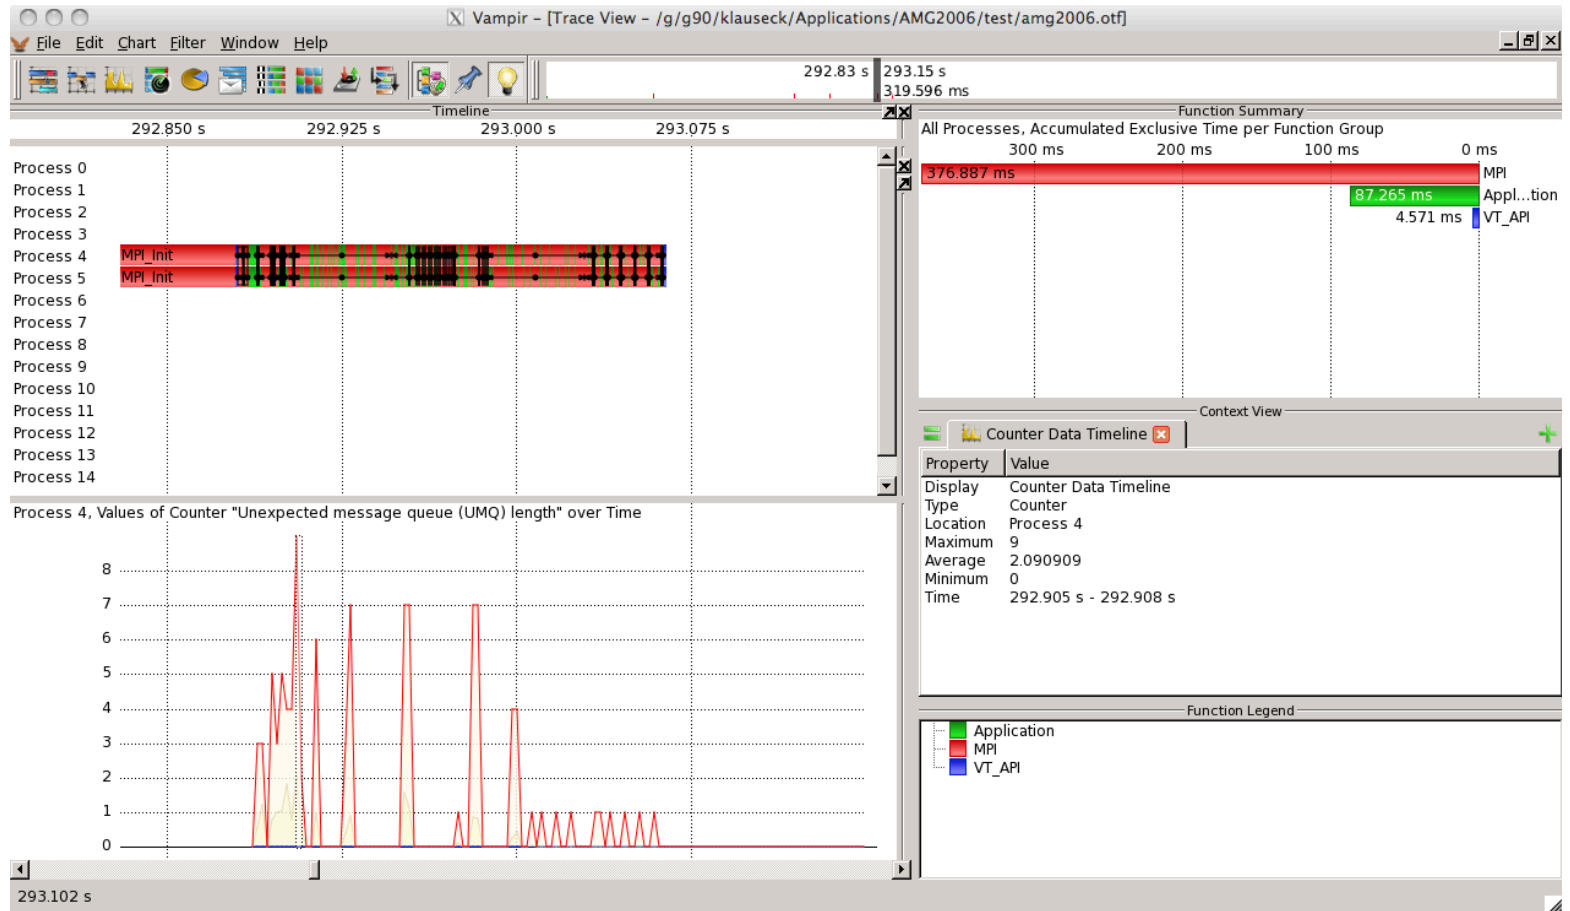 Vampir – [Trace View – /g/g90/klauseck/Applications/AMG2006/test/amg2006.otf]
File Edit Chart Filter Window Help
292.83 s 293.15 s
319.596 ms
Timeline
292.850 s 292.925 s 293.000 s 293.075 s
Process 0
Process 1
Process 2
Process 3
Process 4 MPI_Init
Process 5 MPI_Init
Process 6
Process 7
Process 8
Process 9
Process 10
Process 11
Process 12
Process 13
Process 14
Process 4, Values of Counter "Unexpected message queue (UMQ) length" over Time
8
7
6
5
4
3
2
1
0
293.102 s
Function Summary
All Processes, Accumulated Exclusive Time per Function Group
300 ms 200 ms 100 ms 0 ms
376.887 ms MPI
87.265 ms Appl...tion
4.571 ms VT_API
Context View
Counter Data Timeline
Property Value
Display Counter Data Timeline
Type Counter
Location Process 4
Maximum 9
Average 2.090909
Minimum 0
Time 292.905 s - 292.908 s
Function Legend
Application
MPI
VT_API